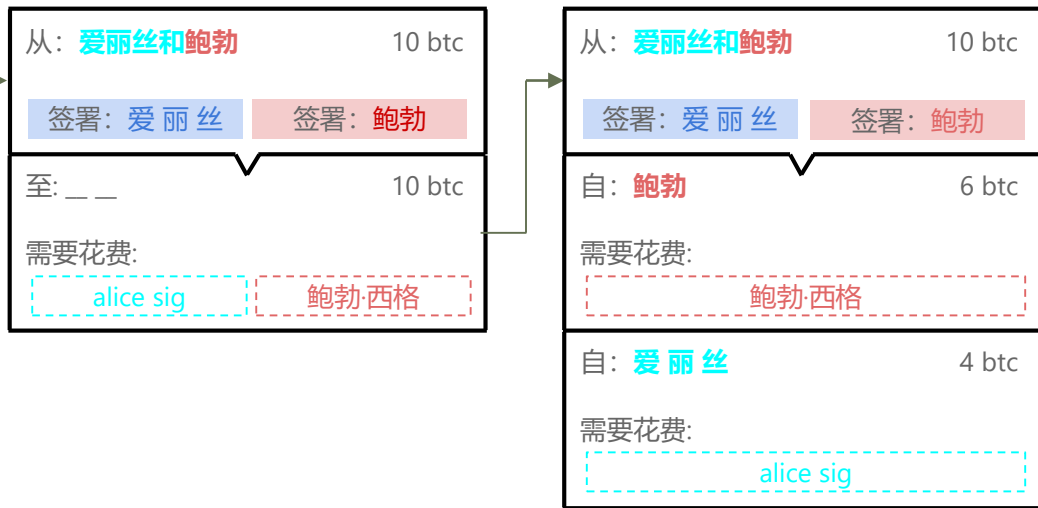 从：爱丽丝和鲍勃 10 btc
签署：爱 丽 丝 签署：鲍勃
至: __ __ 10 btc
需要花费:
alice sig 鲍勃·西格
从：爱丽丝和鲍勃 10 btc
签署：爱 丽 丝 签署：鲍勃
自：鲍勃 6 btc
需要花费:
鲍勃·西格
自：爱 丽 丝 4 btc
需要花费:
alice sig